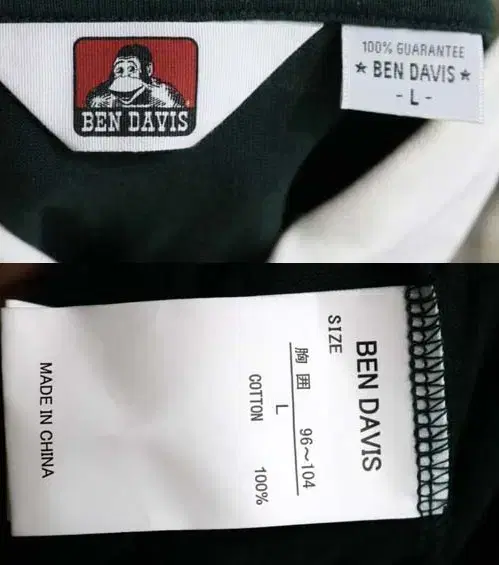 BEN DAVIS
100% GUARANTEE
★ BEN DAVIS ★
- L -
BEN DAVIS
SIZE
胸囲 96〜104
L
COTTON 100%
MADE IN CHINA